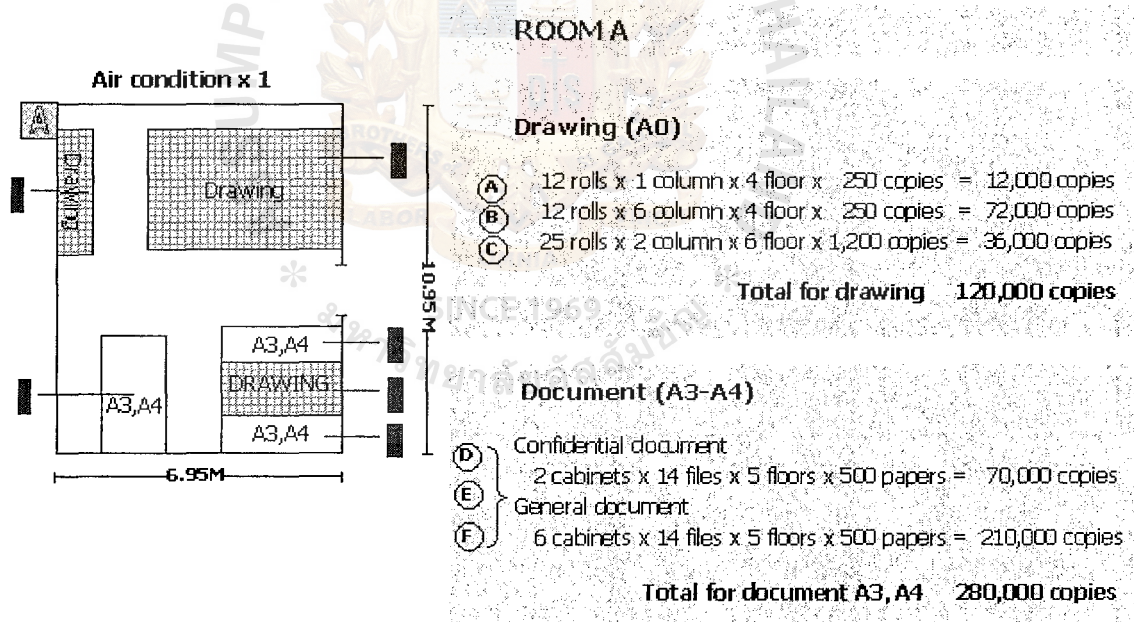 ROOM A
Air condition x 1
A
Drawing
Drawing
10.95 M
A3,A4
DRAWING
A3,A4
A3,A4
6.95M
Drawing (A0)
A 12 rolls x 1 column x 4 floor x 250 copies = 12,000 copies
B 12 rolls x 6 column x 4 floor x 250 copies = 72,000 copies
C 25 rolls x 2 column x 6 floor x 1,200 copies = 36,000 copies
Total for drawing 120,000 copies
SINCE 1969
Document (A3-A4)
D Confidential document
2 cabinets x 14 files x 5 floors x 500 papers = 70,000 copies
E General document
F 6 cabinets x 14 files x 5 floors x 500 papers = 210,000 copies
Total for document A3, A4 280,000 copies
LABOR